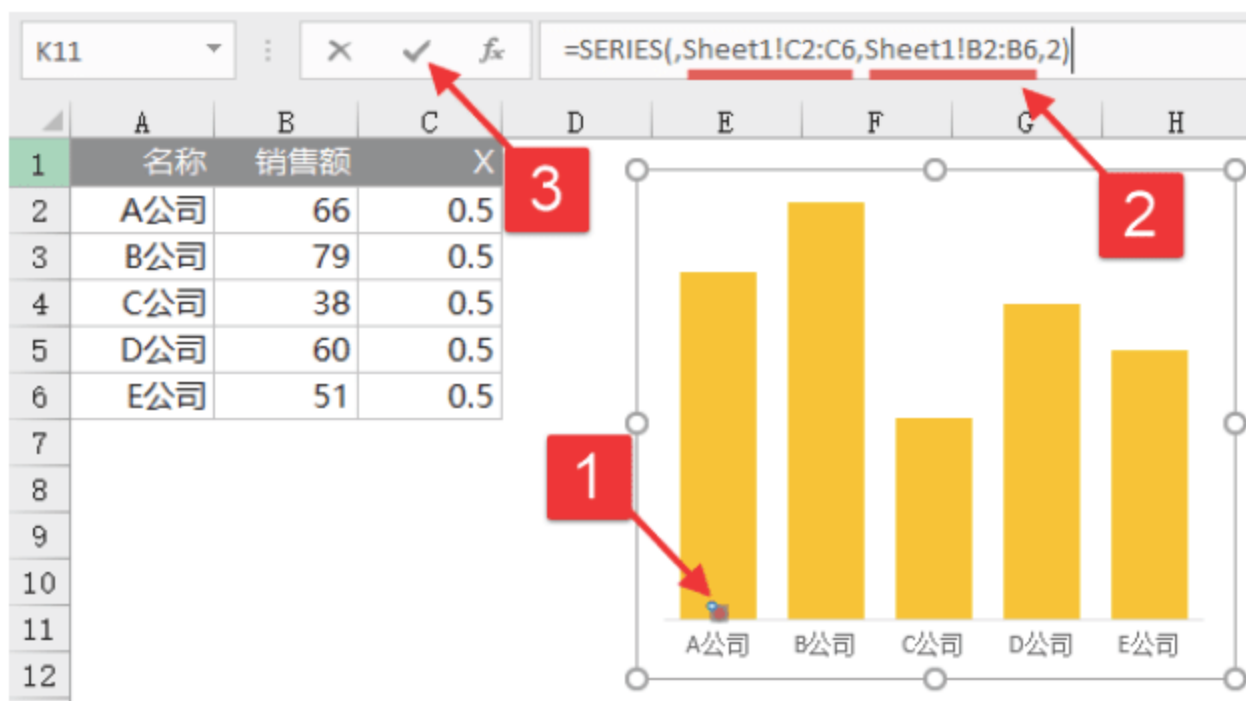 K11 fx =SERIES(,Sheet1!C2:C6,Sheet1!B2:B6,2)
A B C D E F G H
1 名称 销售额 X
2 A公司 66 0.5
3 B公司 79 0.5
4 C公司 38 0.5
5 D公司 60 0.5
6 E公司 51 0.5
7
8
9
10
11
12
3
2
1
A公司 B公司 C公司 D公司 E公司